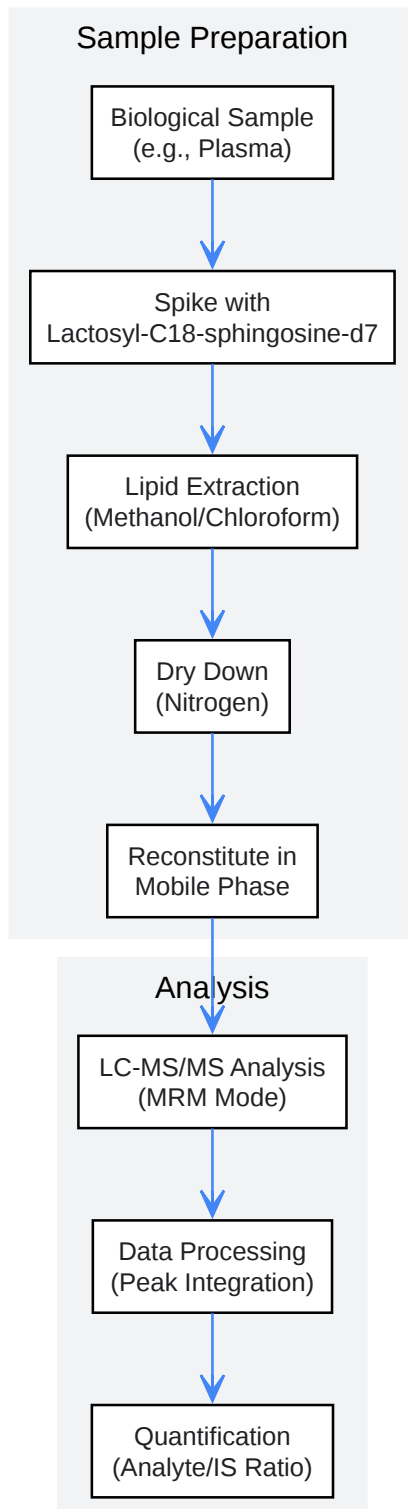 Sample Preparation
Biological Sample
(e.g., Plasma)
Spike with
Lactosyl-C18-sphingosine-d7
Lipid Extraction
(Methanol/Chloroform)
Dry Down
(Nitrogen)
Reconstitute in
Mobile Phase
Analysis
LC-MS/MS Analysis
(MRM Mode)
Data Processing
(Peak Integration)
Quantification
(Analyte/IS Ratio)